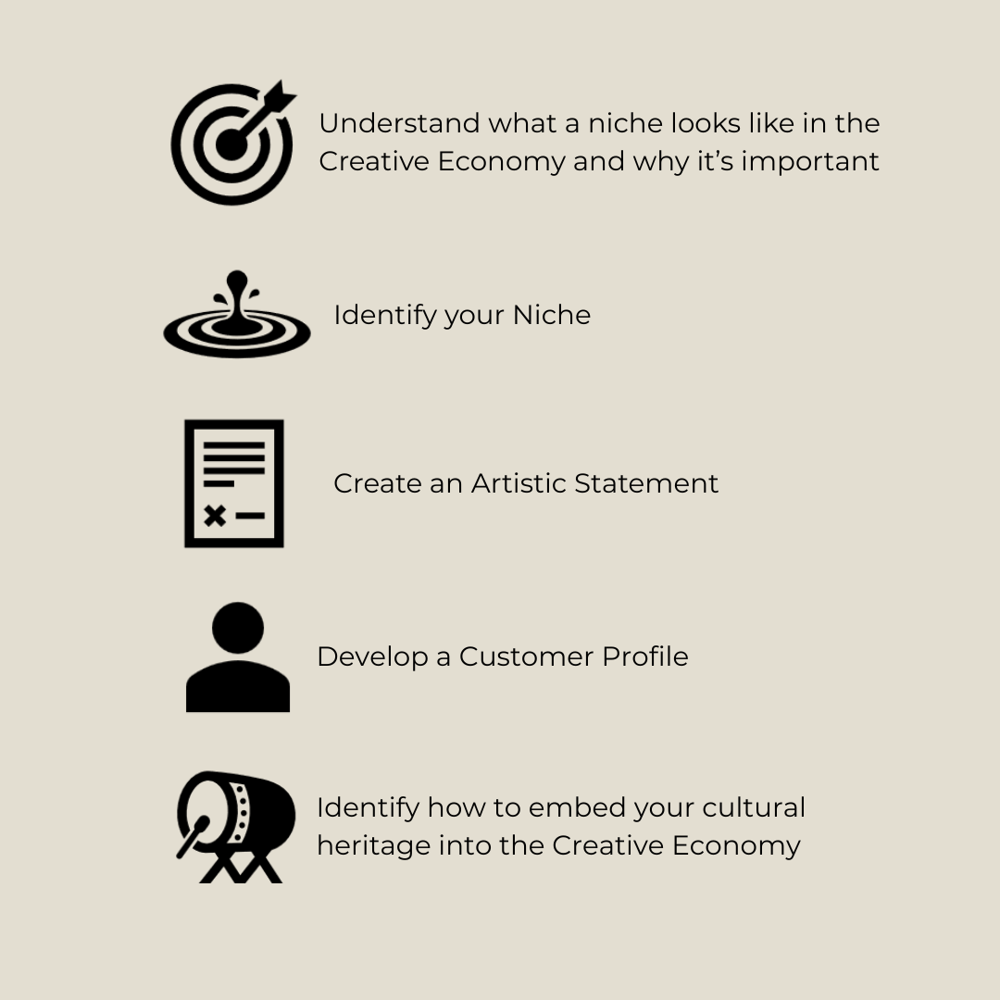 Understand what a niche looks like in the
Creative Economy and why it’s important
Identify your Niche
Create an Artistic Statement
Develop a Customer Profile
Identify how to embed your cultural
heritage into the Creative Economy